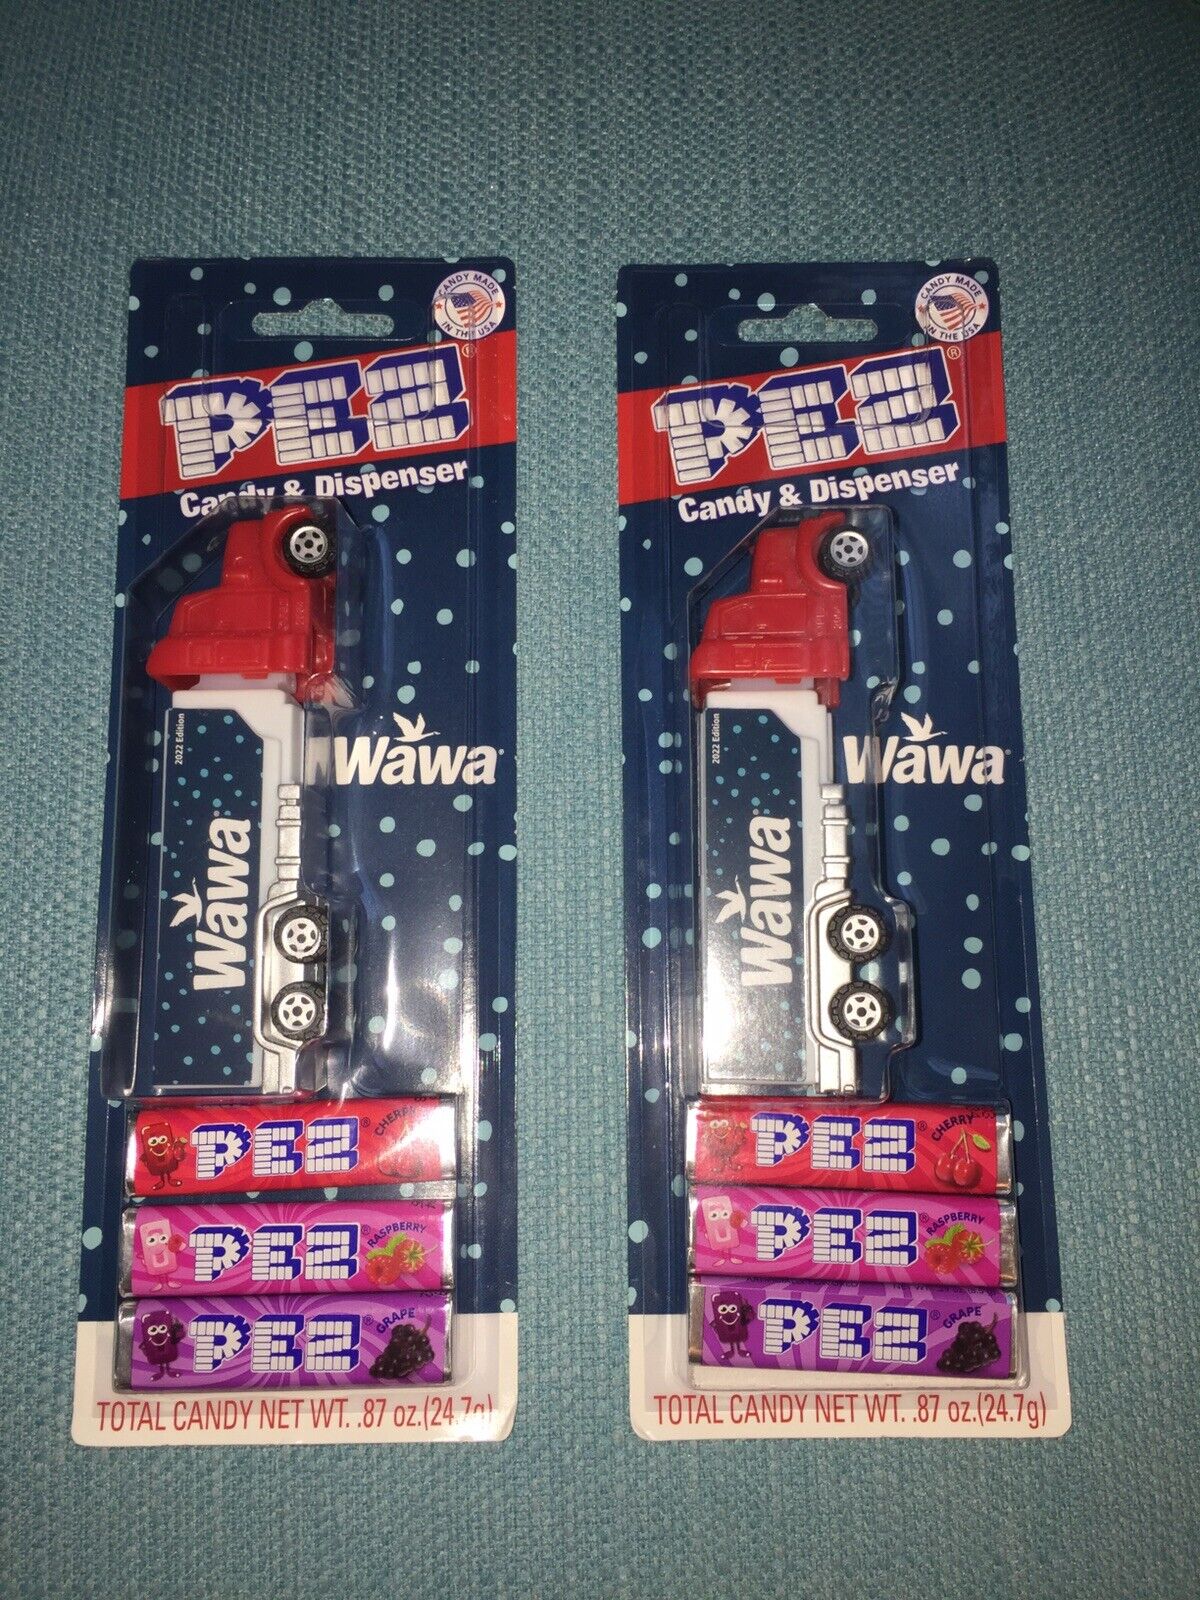 CANDY MADE
IN THE USA
PEZ®
Candy & Dispenser
2022 Edition
Wawa
Wawa
PEZ®
CHERRY
PEZ®
RASPBERRY
PEZ®
GRAPE
TOTAL CANDY NET WT. .87 oz.(24.7g)
CANDY MADE
IN THE USA
PEZ®
Candy & Dispenser
2022 Edition
Wawa
Wawa
PEZ®
CHERRY
PEZ®
RASPBERRY
PEZ®
GRAPE
TOTAL CANDY NET WT. .87 oz.(24.7g)